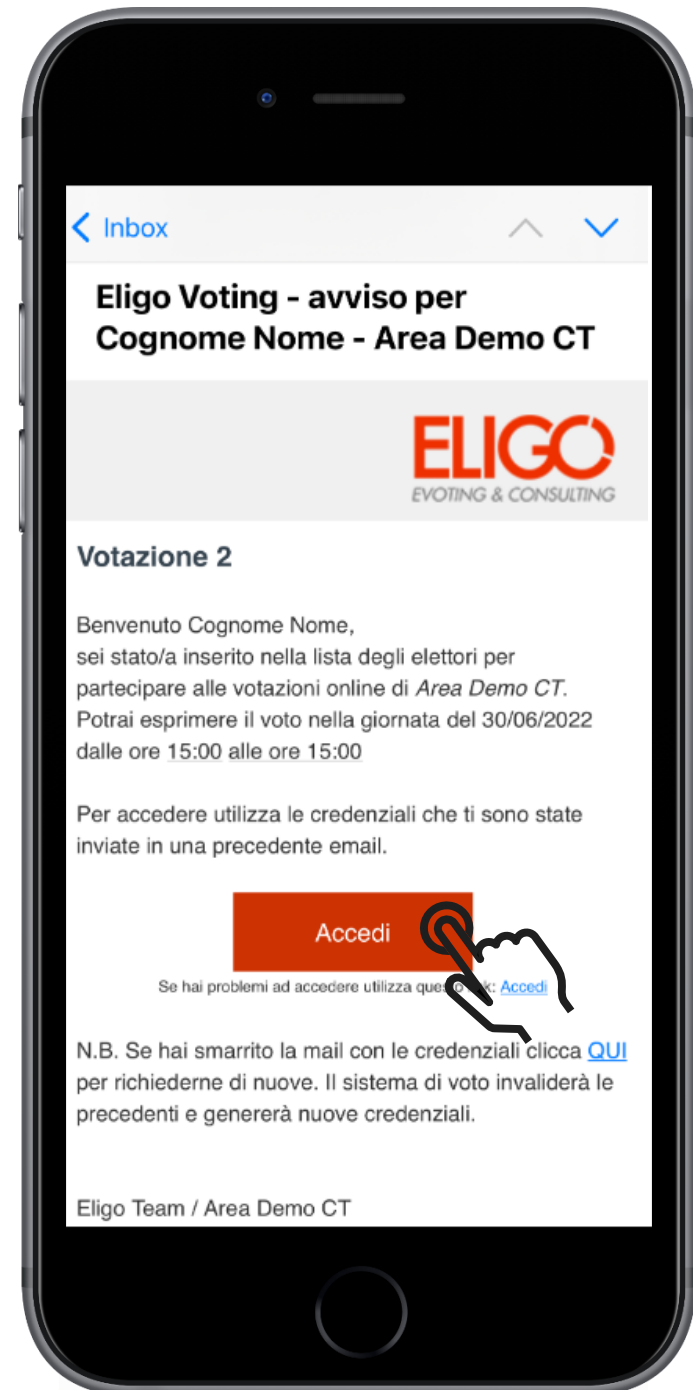 Inbox
Eligo Voting - avviso per
Cognome Nome - Area Demo CT
ELIGO
EVOTING & CONSULTING
Votazione 2
Benvenuto Cognome Nome,
sei stato/a inserito nella lista degli elettori per
partecipare alle votazioni online di Area Demo CT.
Potrai esprimere il voto nella giornata del 30/06/2022
dalle ore 15:00 alle ore 15:00
Per accedere utilizza le credenziali che ti sono state
inviate in una precedente email.
Accedi
Se hai problemi ad accedere utilizza : Accedi
N.B. Se hai smarrito la mail con le credenziali clicca QUI
per richiederne di nuove. Il sistema di voto invaliderà le
precedenti e genererà nuove credenziali.
Eligo Team / Area Demo CT